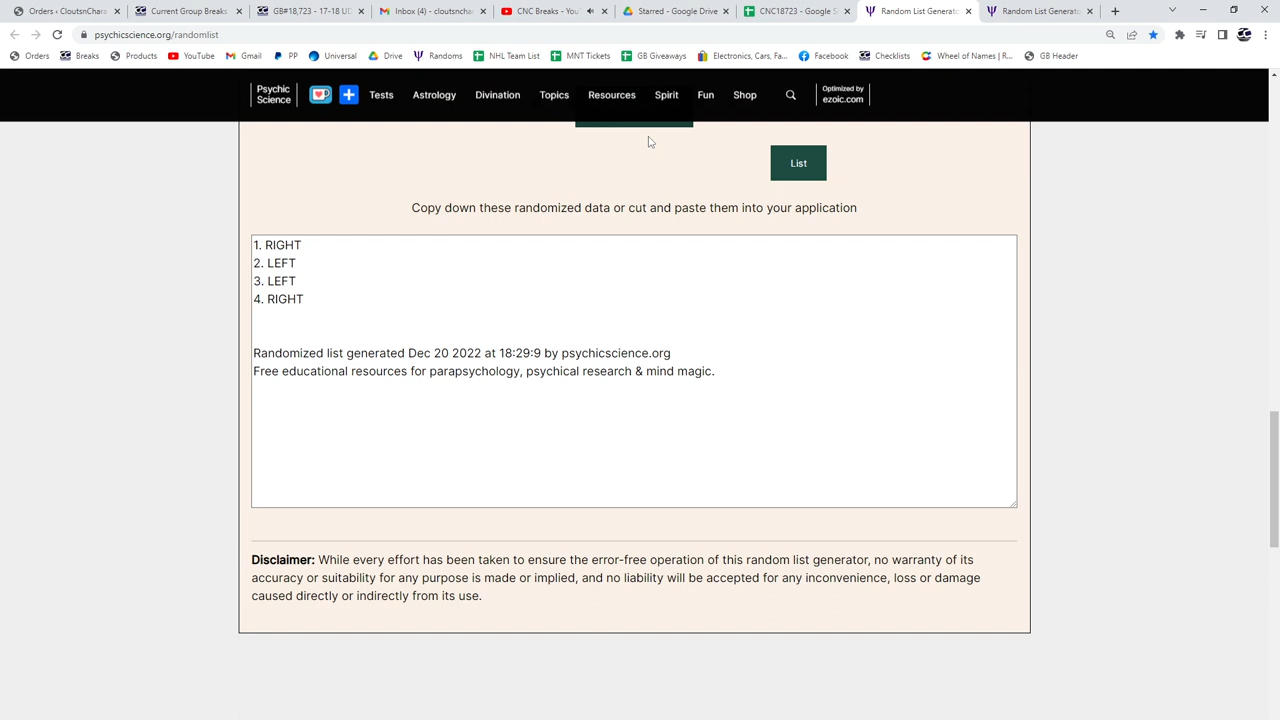 Orders ‹ CloutsnChara
Current Group Breaks
GB#18,723 - 17-18 UD
Inbox (4) - cloutsnchar
CNC Breaks - You
Starred - Google Drive
CNC18723 - Google S
Random List Generato
Random List Generato
psychicscience.org/randomlist
Orders
Breaks
Products
YouTube
Gmail
PP
Universal
Drive
Randoms
NHL Team List
MNT Tickets
GB Giveaways
Electronics, Cars, Fa...
Facebook
Checklists
Wheel of Names | R...
GB Header
Psychic Science
Tests
Astrology
Divination
Topics
Resources
Spirit
Fun
Shop
Optimized by
ezoic.com
List
Copy down these randomized data or cut and paste them into your application
1. RIGHT
2. LEFT
3. LEFT
4. RIGHT
Randomized list generated Dec 20 2022 at 18:29:9 by psychicscience.org
Free educational resources for parapsychology, psychical research & mind magic.
Disclaimer: While every effort has been taken to ensure the error-free operation of this random list generator, no warranty of its
accuracy or suitability for any purpose is made or implied, and no liability will be accepted for any inconvenience, loss or damage
caused directly or indirectly from its use.